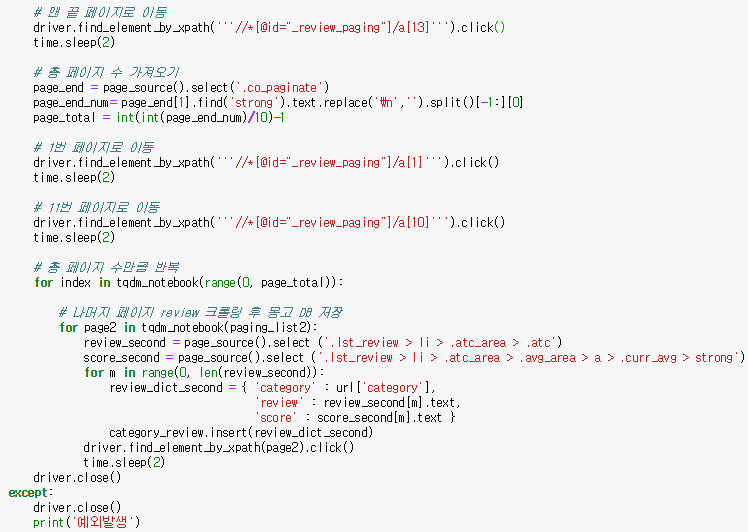 # 맨 끝 페이지로 이동
driver.find_element_by_xpath('''//*[@id="_review_paging"]/a[13]''').click()
time.sleep(2)
# 총 페이지 수 가져오기
page_end = page_source().select('.co_paginate')
page_end_num= page_end[1].find('strong').text.replace('₩n','').split()[-1:][0]
page_total = int(int(page_end_num)/10)-1
# 1번 페이지로 이동
driver.find_element_by_xpath('''//*[@id="_review_paging"]/a[1]''').click()
time.sleep(2)
# 11번 페이지로 이동
driver.find_element_by_xpath('''//*[@id="_review_paging"]/a[10]''').click()
time.sleep(2)
# 총 페이지 수만큼 반복
for index in tqdm_notebook(range(0, page_total)):
# 나머지 페이지 review 크롤링 후 몽고 DB 저장
for page2 in tqdm_notebook(paging_list2):
review_second = page_source().select ('.lst_review > li > .atc_area > .atc')
score_second = page_source().select ('.lst_review > li > .atc_area > .avg_area > a > .curr_avg > strong')
for m in range(0, len(review_second)):
review_dict_second = { 'category' : url['category'],
'review' : review_second[m].text,
'score' : score_second[m].text }
category_review.insert(review_dict_second)
driver.find_element_by_xpath(page2).click()
time.sleep(2)
driver.close()
except:
driver.close()
print('예외발생')